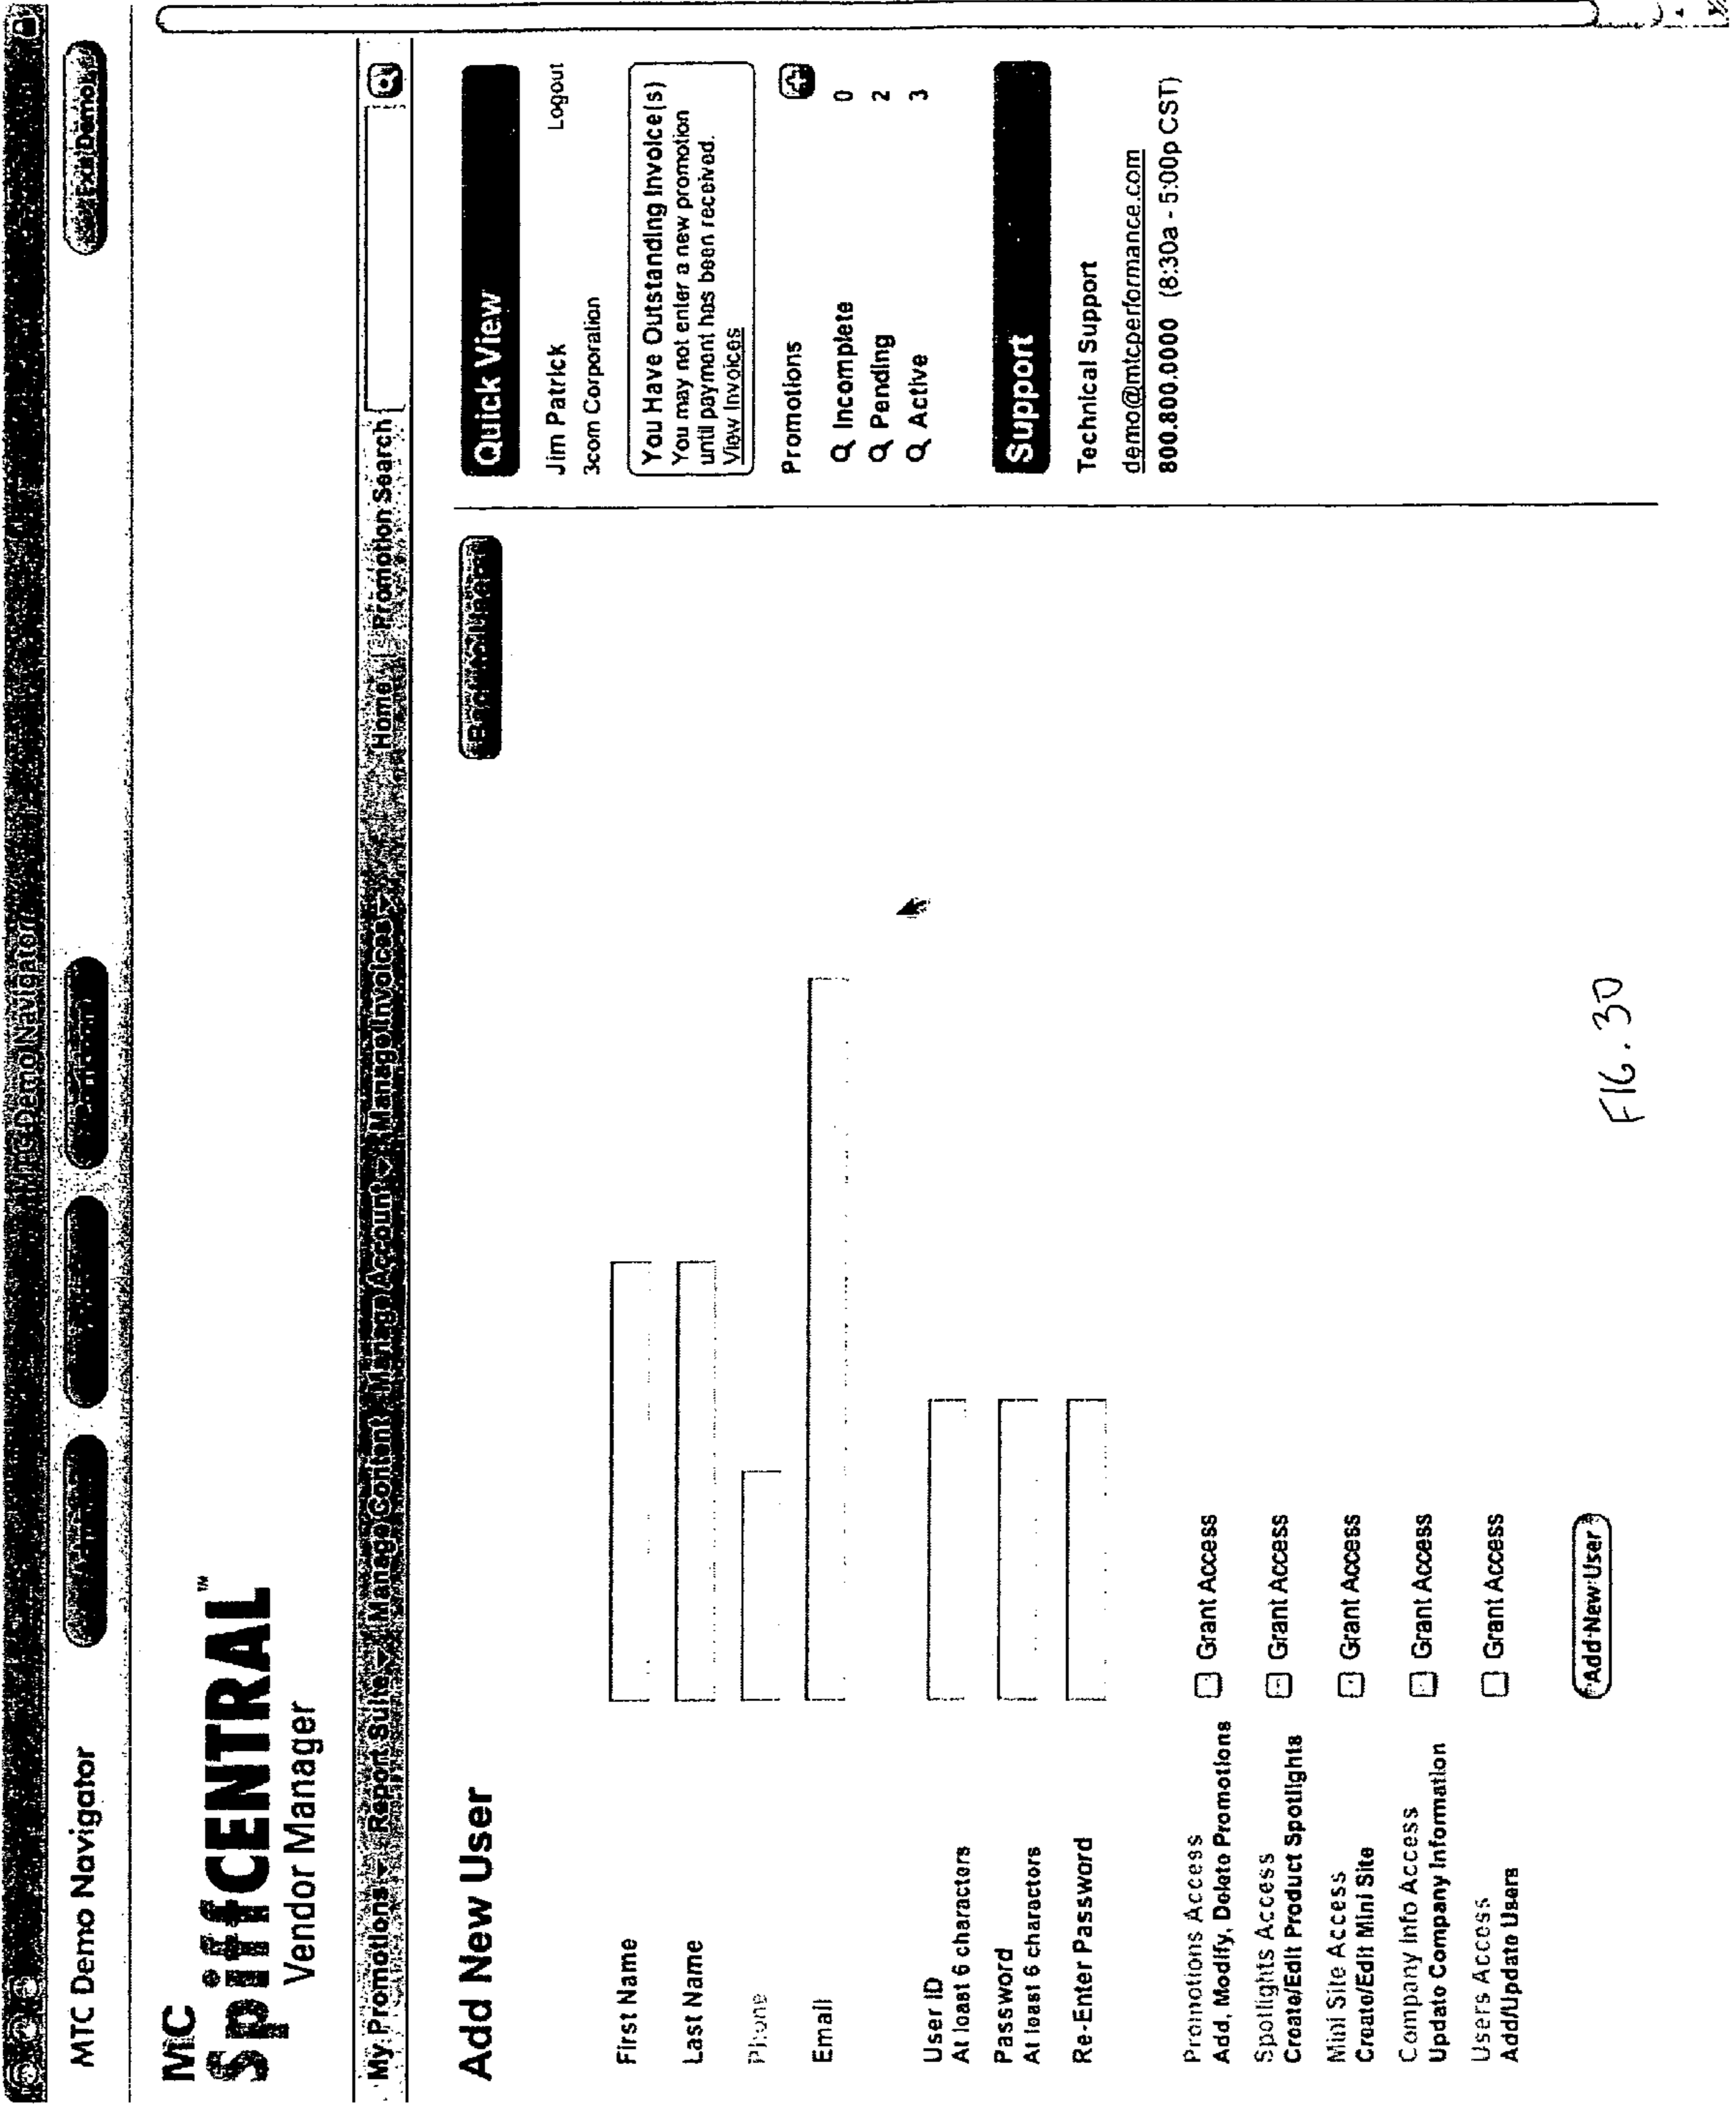 MTC Demo Navigator
Exit Demo
MC
SpiffCENTRAL™
Vendor Manager
My Promotions Report Suite Manage Content Manage Account Manage Invoices Home Promotion Search
Add New User
First Name
Last Name
Phone
Email
User ID
At least 6 characters
Password
At least 6 characters
Re-Enter Password
Promotions Access Grant Access
Add, Modify, Delete Promotions
Spotlights Access Grant Access
Create/Edit Product Spotlights
Mini Site Access Grant Access
Create/Edit Mini Site
Company Info Access Grant Access
Update Company Information
Users Access Grant Access
Add/Update Users
Add New User
Quick View
Jim Patrick Logout
3com Corporation
You Have Outstanding Invoice(s)
You may not enter a new promotion
until payment has been received.
View Invoices
Promotions
Incomplete 0
Pending 2
Active 3
Support
Technical Support
demo@mtcperformance.com
800.800.0000 (8:30a - 5:00p CST)
FIG. 30